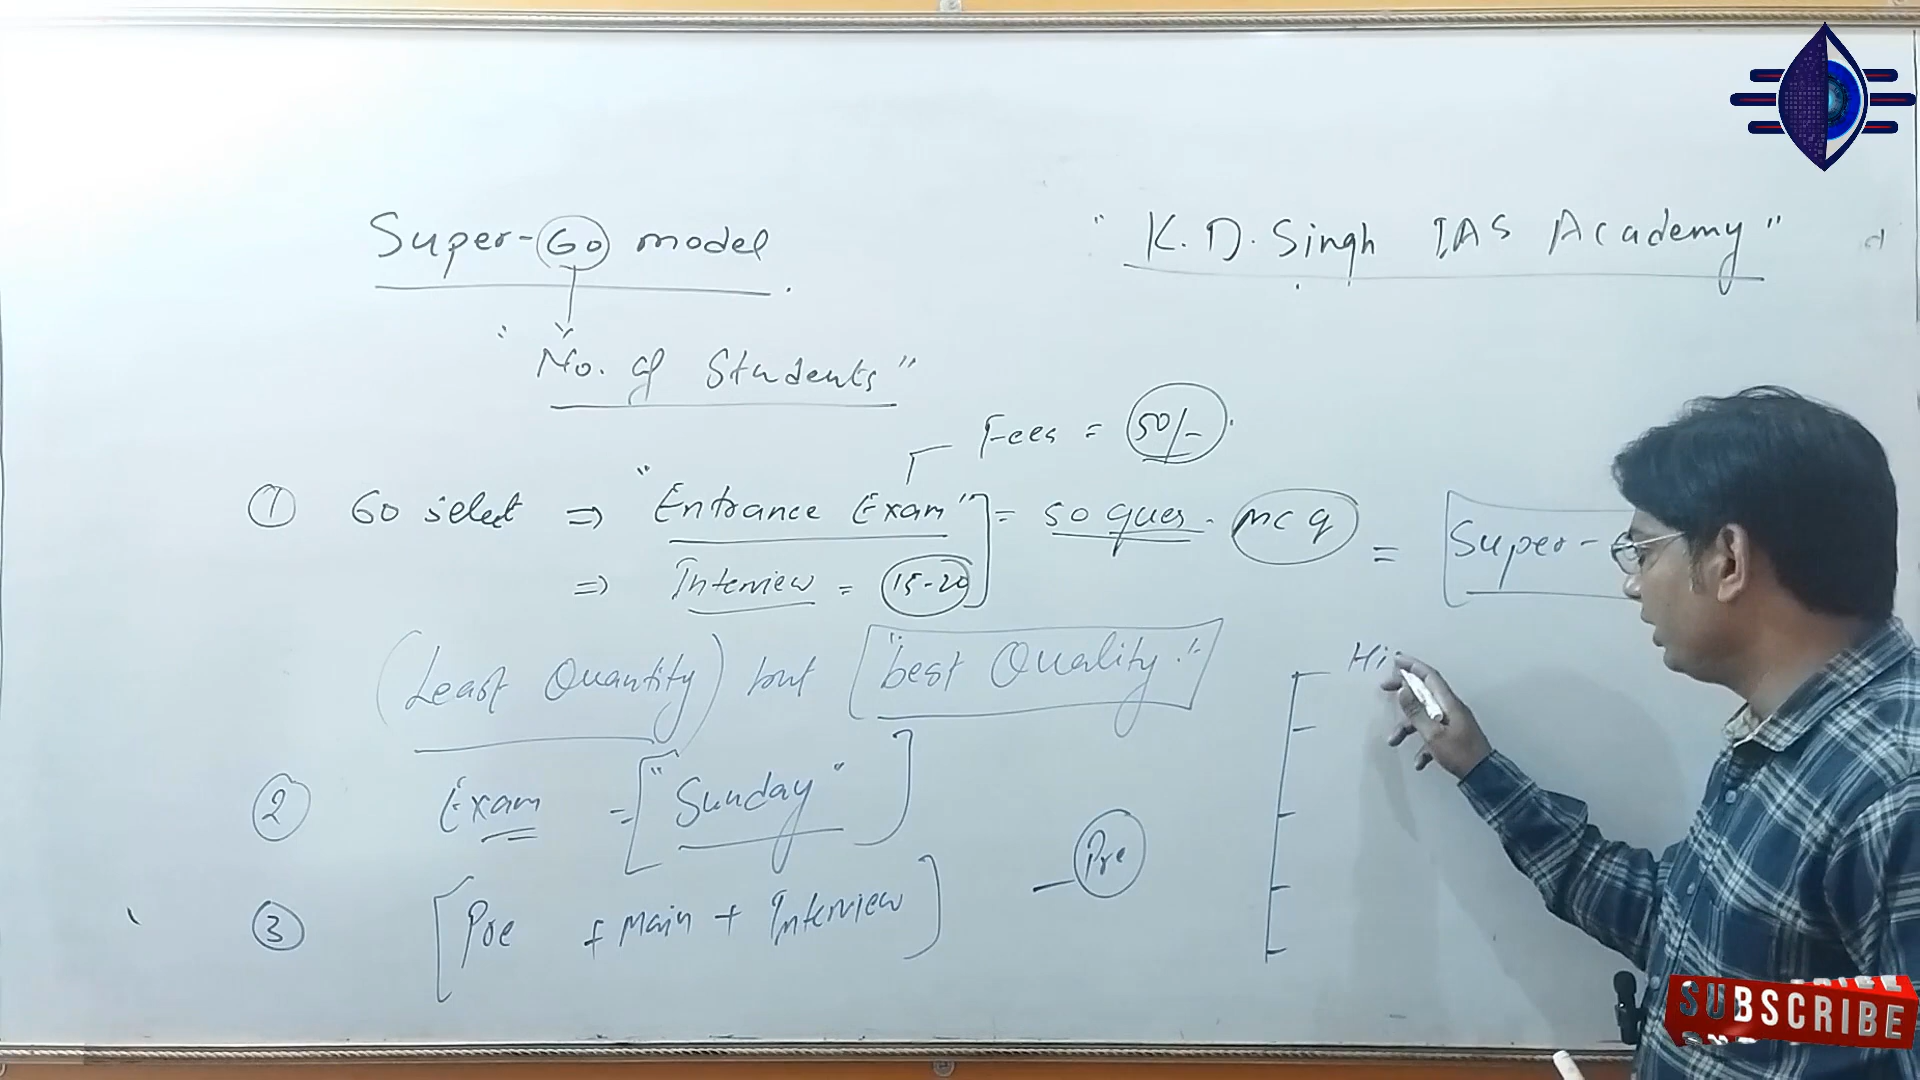 Super-60 model
"K.D. Singh IAS Academy"
"No. of Students"
Fees = 50/-
① 60 select ⇒ "Entrance Exam" = 50 ques. MCQ
= Super-
⇒ Interview = 15-20
(Least Quantity) but "best Quality."
Hi
② Exam = ["Sunday"]
③ [Pre + Main + Interview]
Pre
SUBSCRIBE